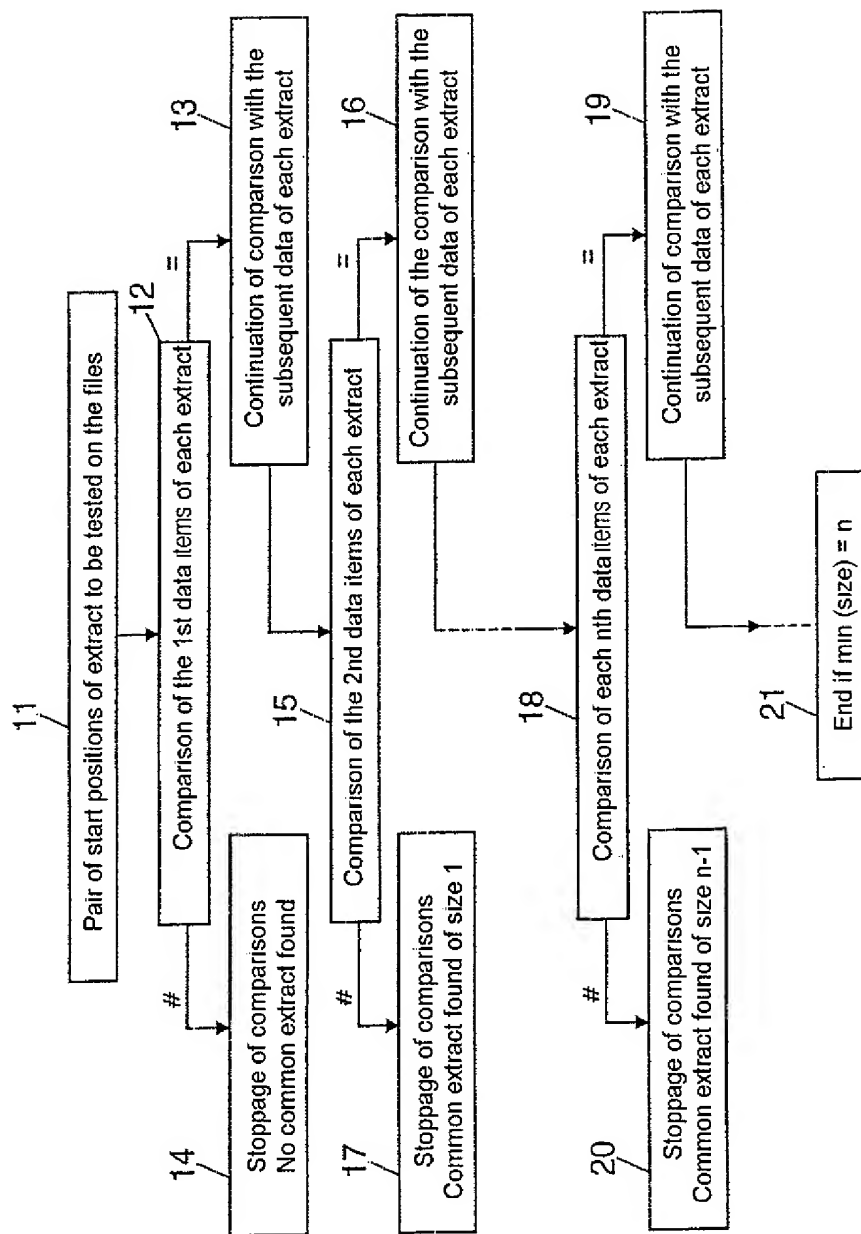 11
Pair of start positions of extract to be tested on the files
12
Comparison of the 1st data items of each extract
#
=
14
Stoppage of comparisons
No common extract found
13
Continuation of comparison with the
subsequent data of each extract
15
Comparison of the 2nd data items of each extract
#
=
17
Stoppage of comparisons
Common extract found of size 1
16
Continuation of the comparison with the
subsequent data of each extract
18
Comparison of each nth data items of each extract
#
=
20
Stoppage of comparisons
Common extract found of size n-1
19
Continuation of comparison with the
subsequent data of each extract
21
End if min (size) = n